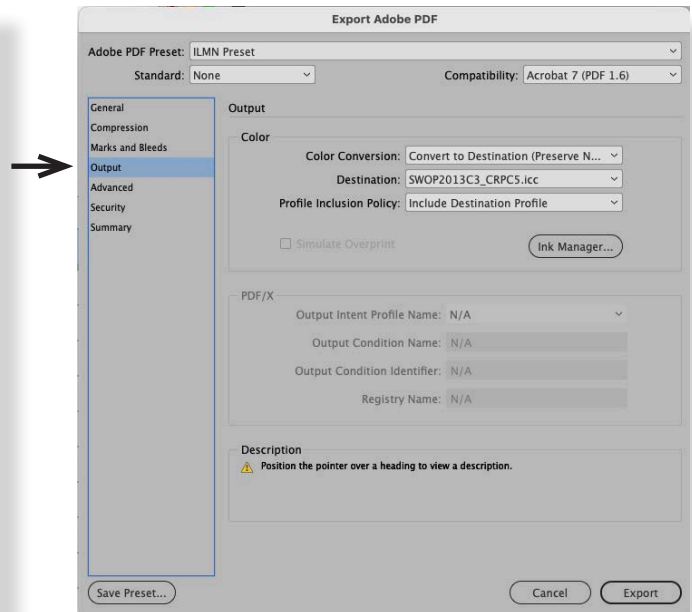 Export Adobe PDF
Adobe PDF Preset: ILMN Preset
Standard: None Compatibility: Acrobat 7 (PDF 1.6)
General
Compression
Marks and Bleeds
Output
Advanced
Security
Summary
Output
Color
Color Conversion: Convert to Destination (Preserve N...
Destination: SWOP2013C3_CRPC5.icc
Profile Inclusion Policy: Include Destination Profile
Simulate Overprint Ink Manager...
PDF/X
Output Intent Profile Name: N/A
Output Condition Name: N/A
Output Condition Identifier: N/A
Registry Name: N/A
Description
Position the pointer over a heading to view a description.
Save Preset... Cancel Export